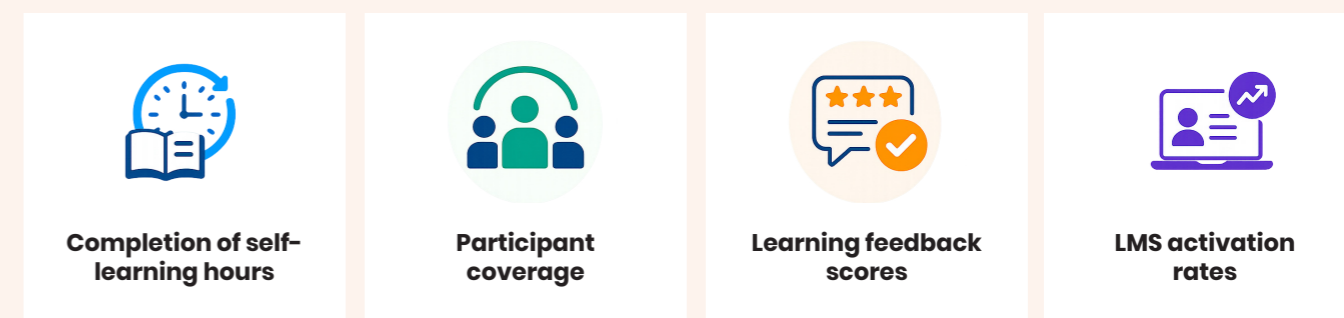 Completion of self-
learning hours
Participant
coverage
Learning feedback
scores
LMS activation
rates